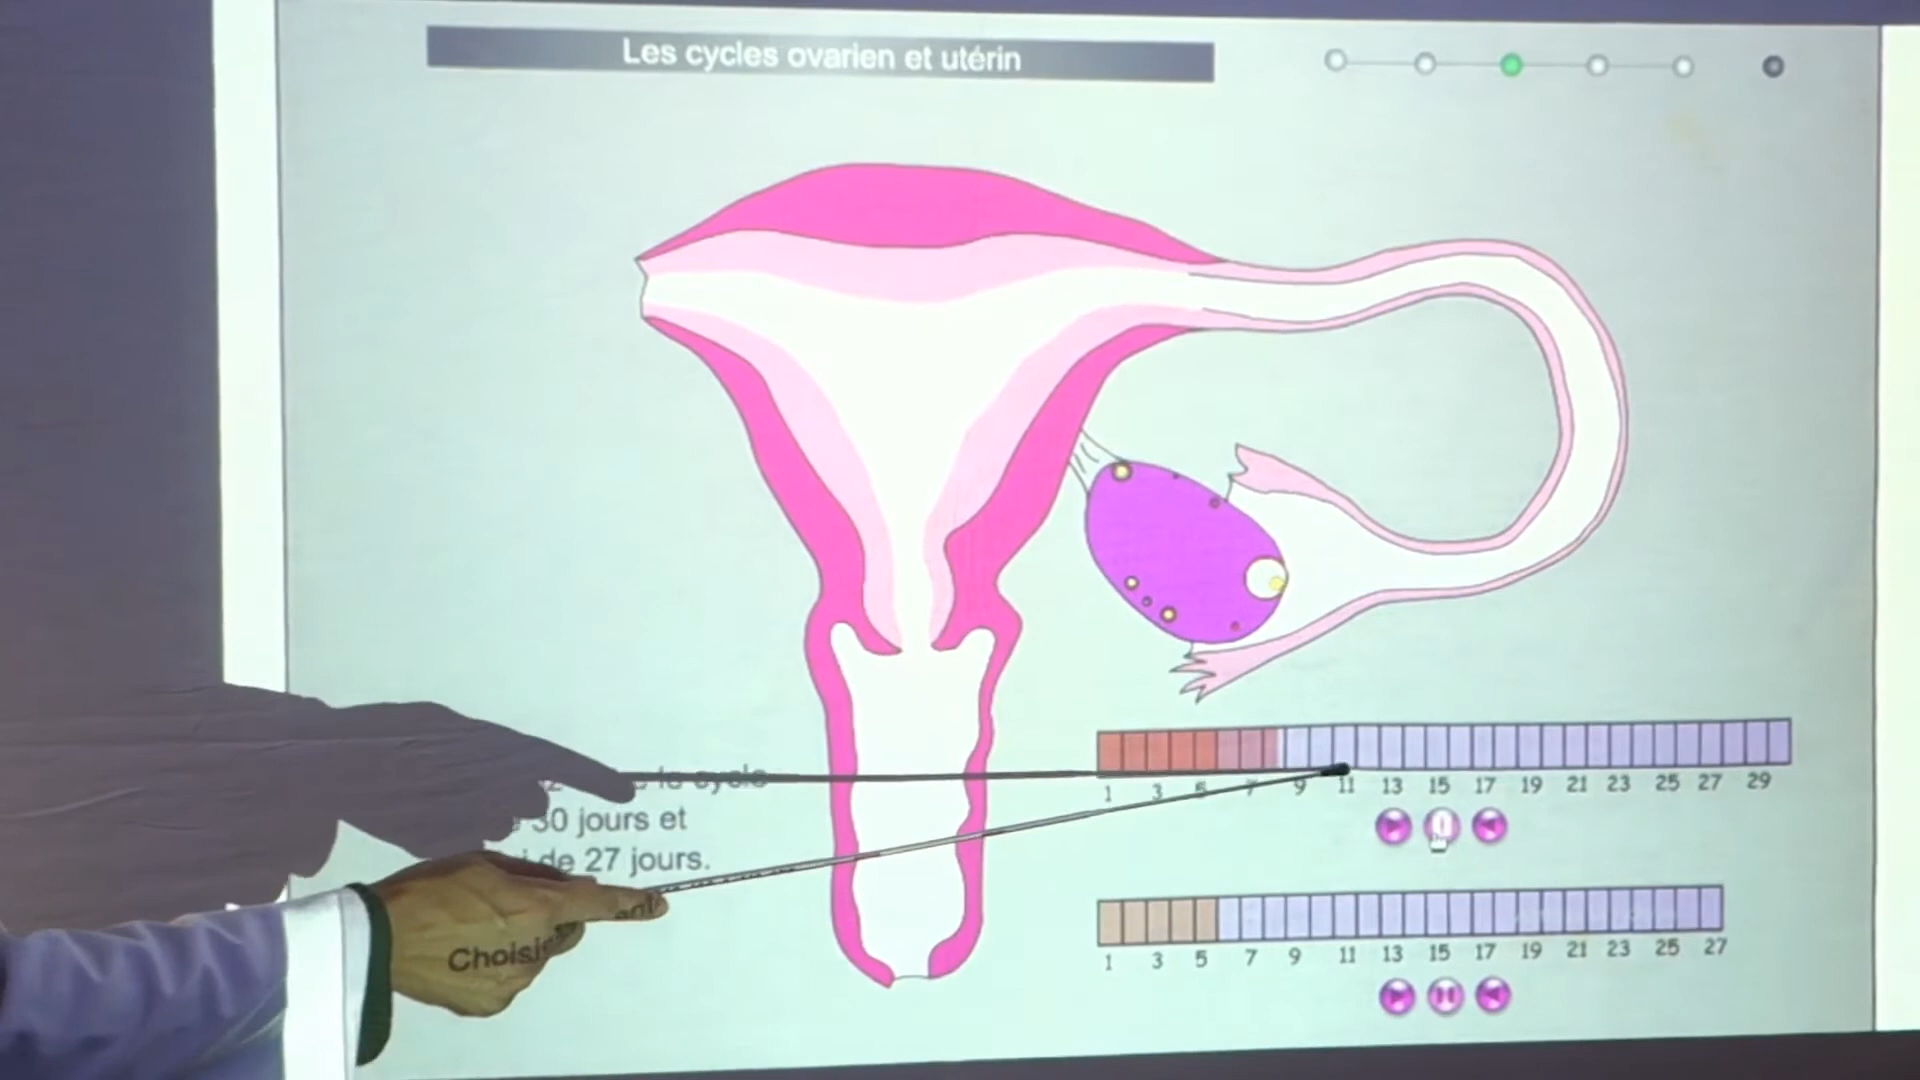 Les cycles ovarien et utérin
le cycle
30 jours et
de 27 jours.
Choisi
1 3 5 7 9 11 13 15 17 19 21 23 25 27 29
1 3 5 7 9 11 13 15 17 19 21 23 25 27